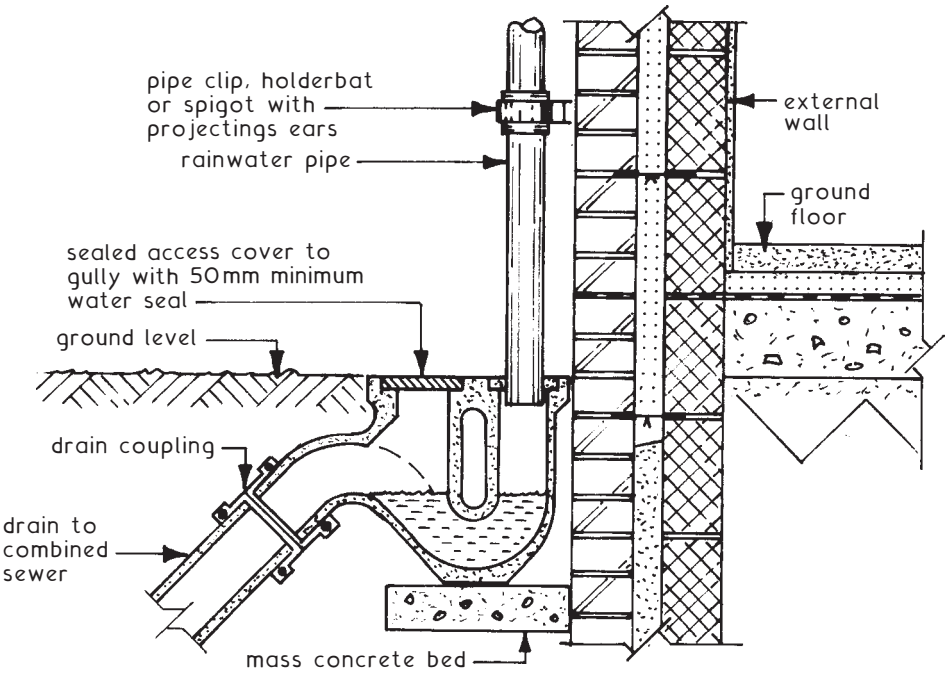 pipe clip, holderbat
or spigot with
projectings ears
rainwater pipe
external
wall
ground
floor
sealed access cover to
gully with 50mm minimum
water seal
ground level
drain coupling
drain to
combined
sewer
mass concrete bed